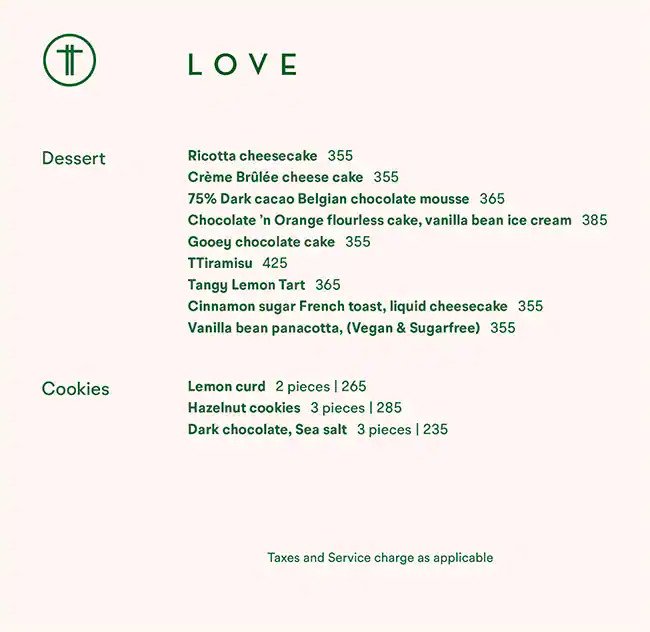 LOVE
Dessert
Ricotta cheesecake 355
Crème Brûlée cheese cake 355
75% Dark cacao Belgian chocolate mousse 365
Chocolate ’n Orange flourless cake, vanilla bean ice cream 385
Gooey chocolate cake 355
TTiramisu 425
Tangy Lemon Tart 365
Cinnamon sugar French toast, liquid cheesecake 355
Vanilla bean panacotta, (Vegan & Sugarfree) 355
Cookies
Lemon curd 2 pieces | 265
Hazelnut cookies 3 pieces | 285
Dark chocolate, Sea salt 3 pieces | 235
Taxes and Service charge as applicable